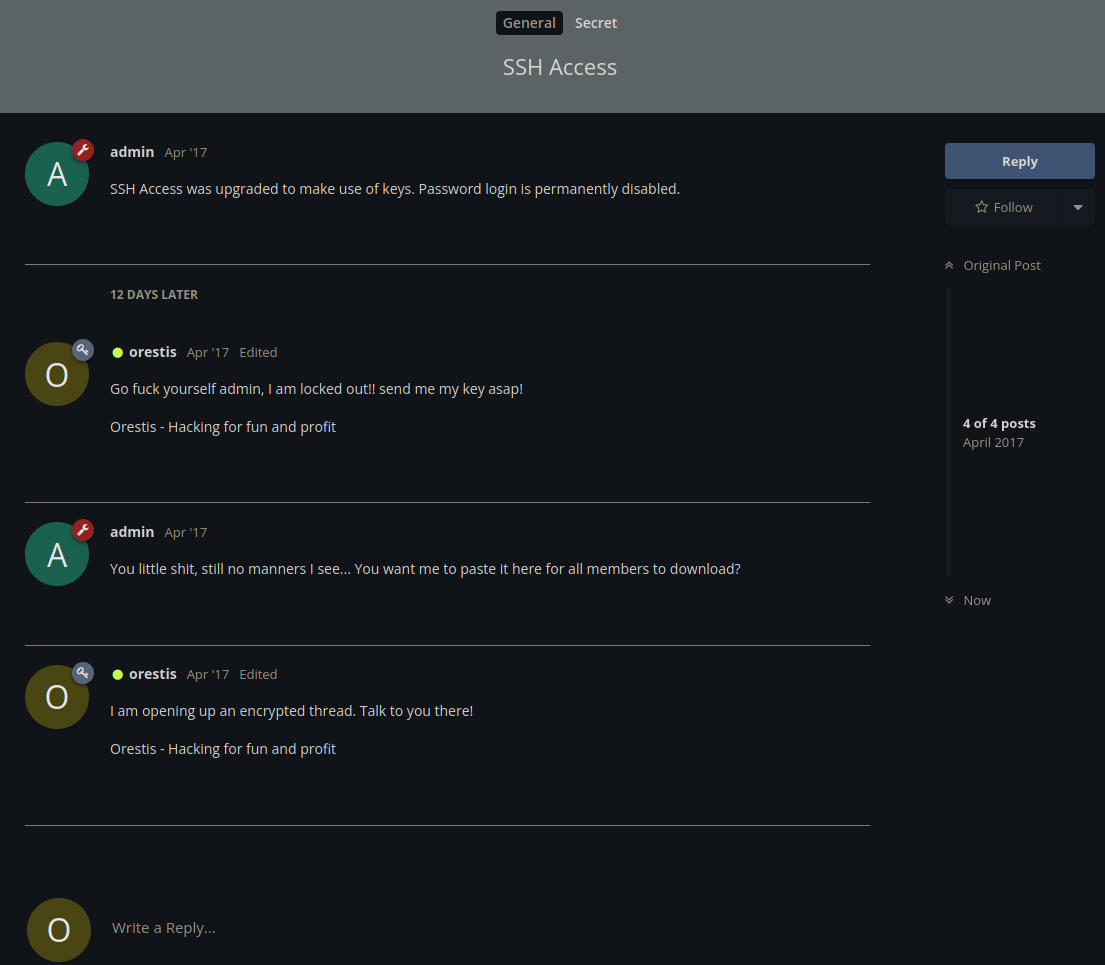 General Secret
SSH Access
A
admin Apr '17
SSH Access was upgraded to make use of keys. Password login is permanently disabled.
Reply
Follow
Original Post
12 DAYS LATER
O
orestis Apr '17 Edited
Go fuck yourself admin, I am locked out!! send me my key asap!
Orestis - Hacking for fun and profit
4 of 4 posts
April 2017
A
admin Apr '17
You little shit, still no manners I see... You want me to paste it here for all members to download?
Now
O
orestis Apr '17 Edited
I am opening up an encrypted thread. Talk to you there!
Orestis - Hacking for fun and profit
O
Write a Reply...